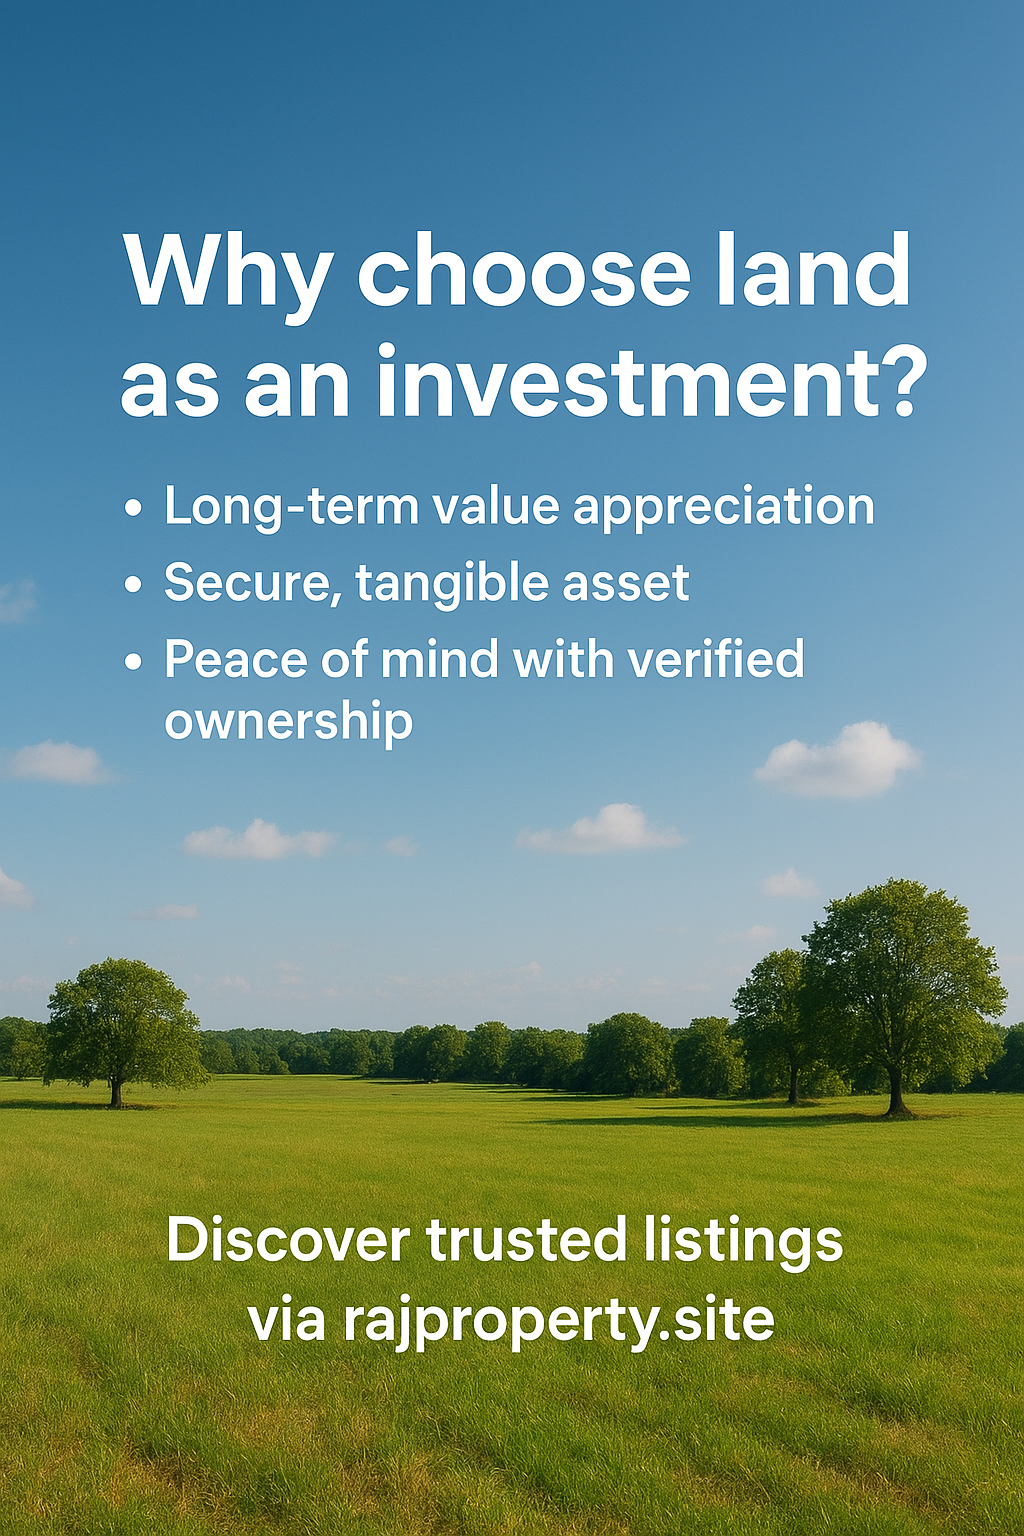 Why choose land
as an investment?
• Long-term value appreciation
• Secure, tangible asset
• Peace of mind with verified
ownership
Discover trusted listings
via rajproperty.site